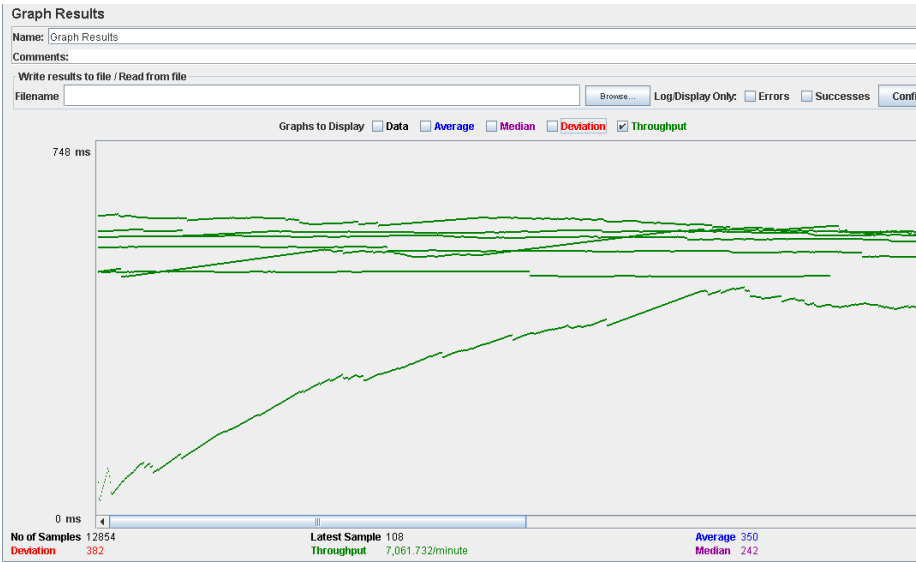 Graph Results
Name: Graph Results
Comments:
Write results to file / Read from file
Filename Browse... Log/Display Only: Errors Successes Confi
Graphs to Display Data Average Median Deviation Throughput
748 ms
0 ms
No of Samples 12854 Latest Sample 108 Average 350
Deviation 382 Throughput 7,061.732/minute Median 242